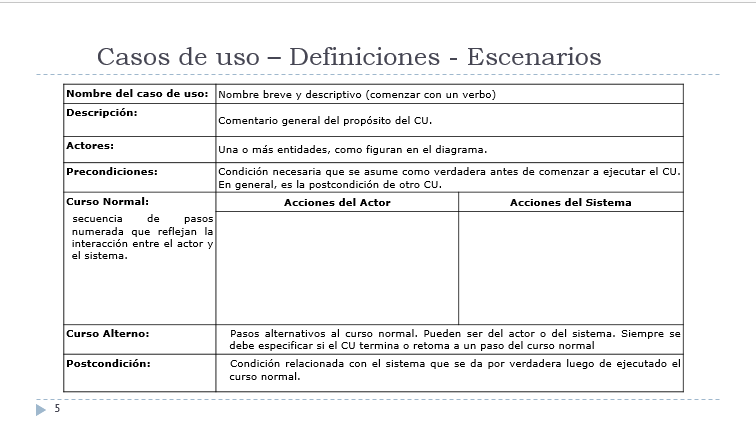 Casos de uso – Definiciones - Escenarios
Nombre del caso de uso: Nombre breve y descriptivo (comenzar con un verbo)
Descripción:
Comentario general del propósito del CU.
Actores: Una o más entidades, como figuran en el diagrama.
Precondiciones: Condición necesaria que se asume como verdadera antes de comenzar a ejecutar el CU.
En general, es la postcondición de otro CU.
Curso Normal:
secuencia de pasos
numerada que reflejan la
interacción entre el actor y
el sistema.
Acciones del Actor
Acciones del Sistema
Curso Alterno: Pasos alternativos al curso normal. Pueden ser del actor o del sistema. Siempre se
debe especificar si el CU termina o retoma a un paso del curso normal
Postcondición: Condición relacionada con el sistema que se da por verdadera luego de ejecutado el
curso normal.
5